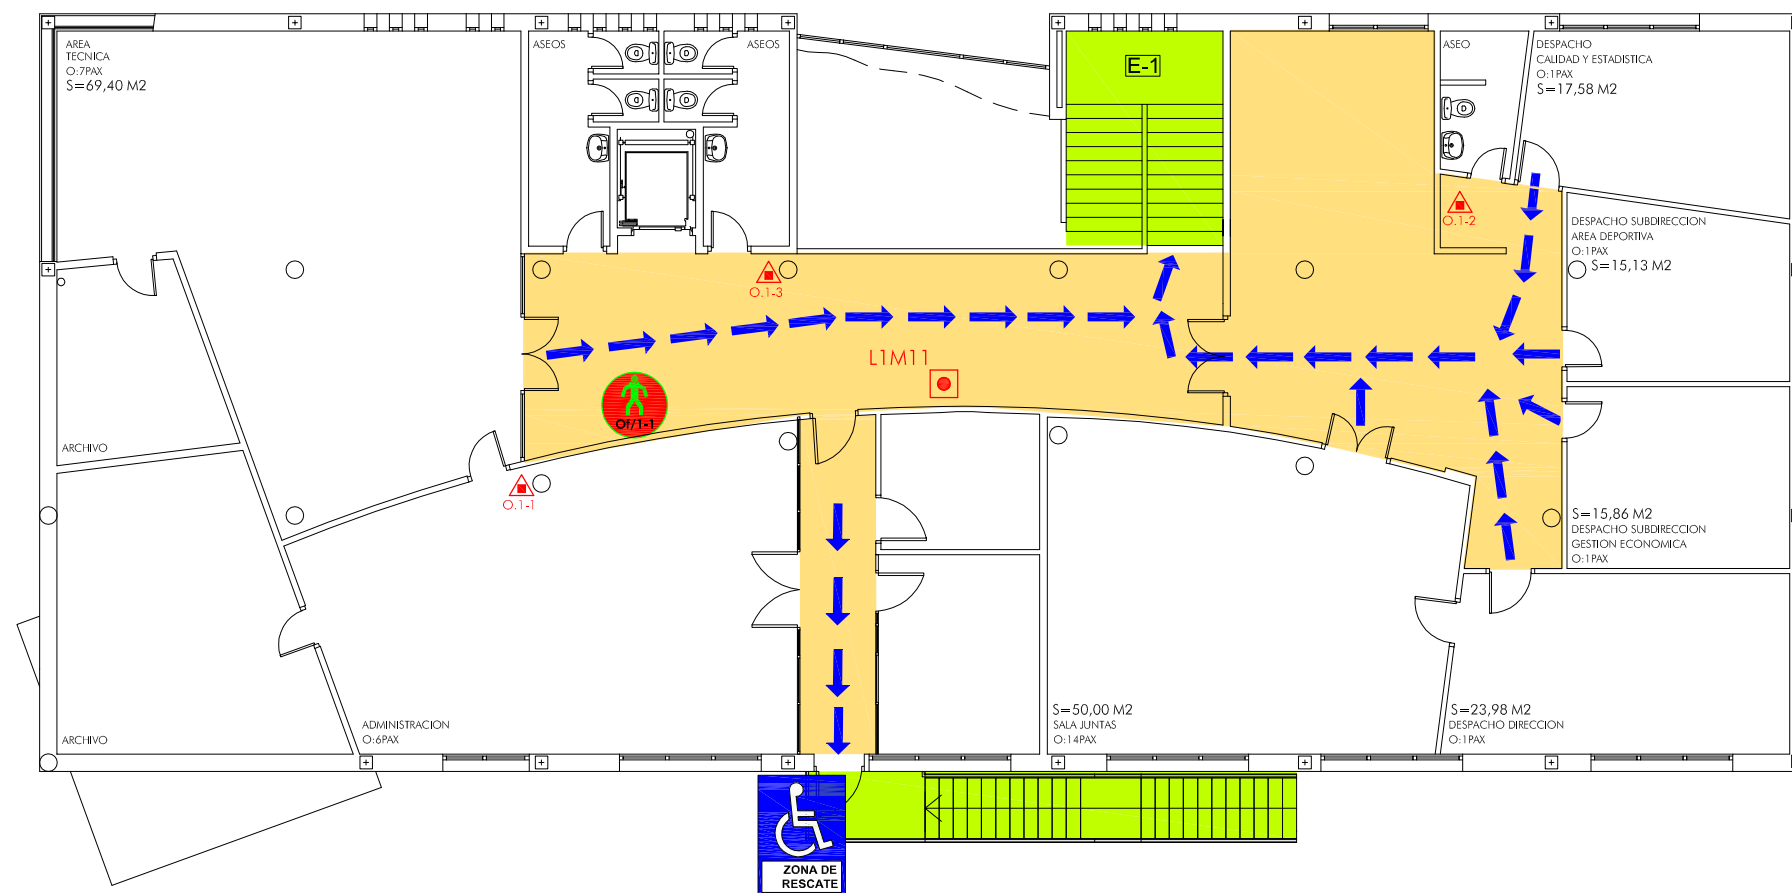 AREA
TECNICA
O:7PAX
S=69,40 M2
ASEOS
ASEOS
E-1
ASEO
DESPACHO
CALIDAD Y ESTADISTICA
O:1PAX
S=17,58 M2
O.1-2
DESPACHO SUBDIRECCION
AREA DEPORTIVA
O:1PAX
S=15,13 M2
O.1-3
L1M11
Of/1-1
ARCHIVO
O.1-1
S=15,86 M2
DESPACHO SUBDIRECCION
GESTION ECONOMICA
O:1PAX
ARCHIVO
ADMINISTRACION
O:6PAX
S=50,00 M2
SALA JUNTAS
O:14PAX
S=23,98 M2
DESPACHO DIRECCION
O:1PAX
ZONA DE
RESCATE